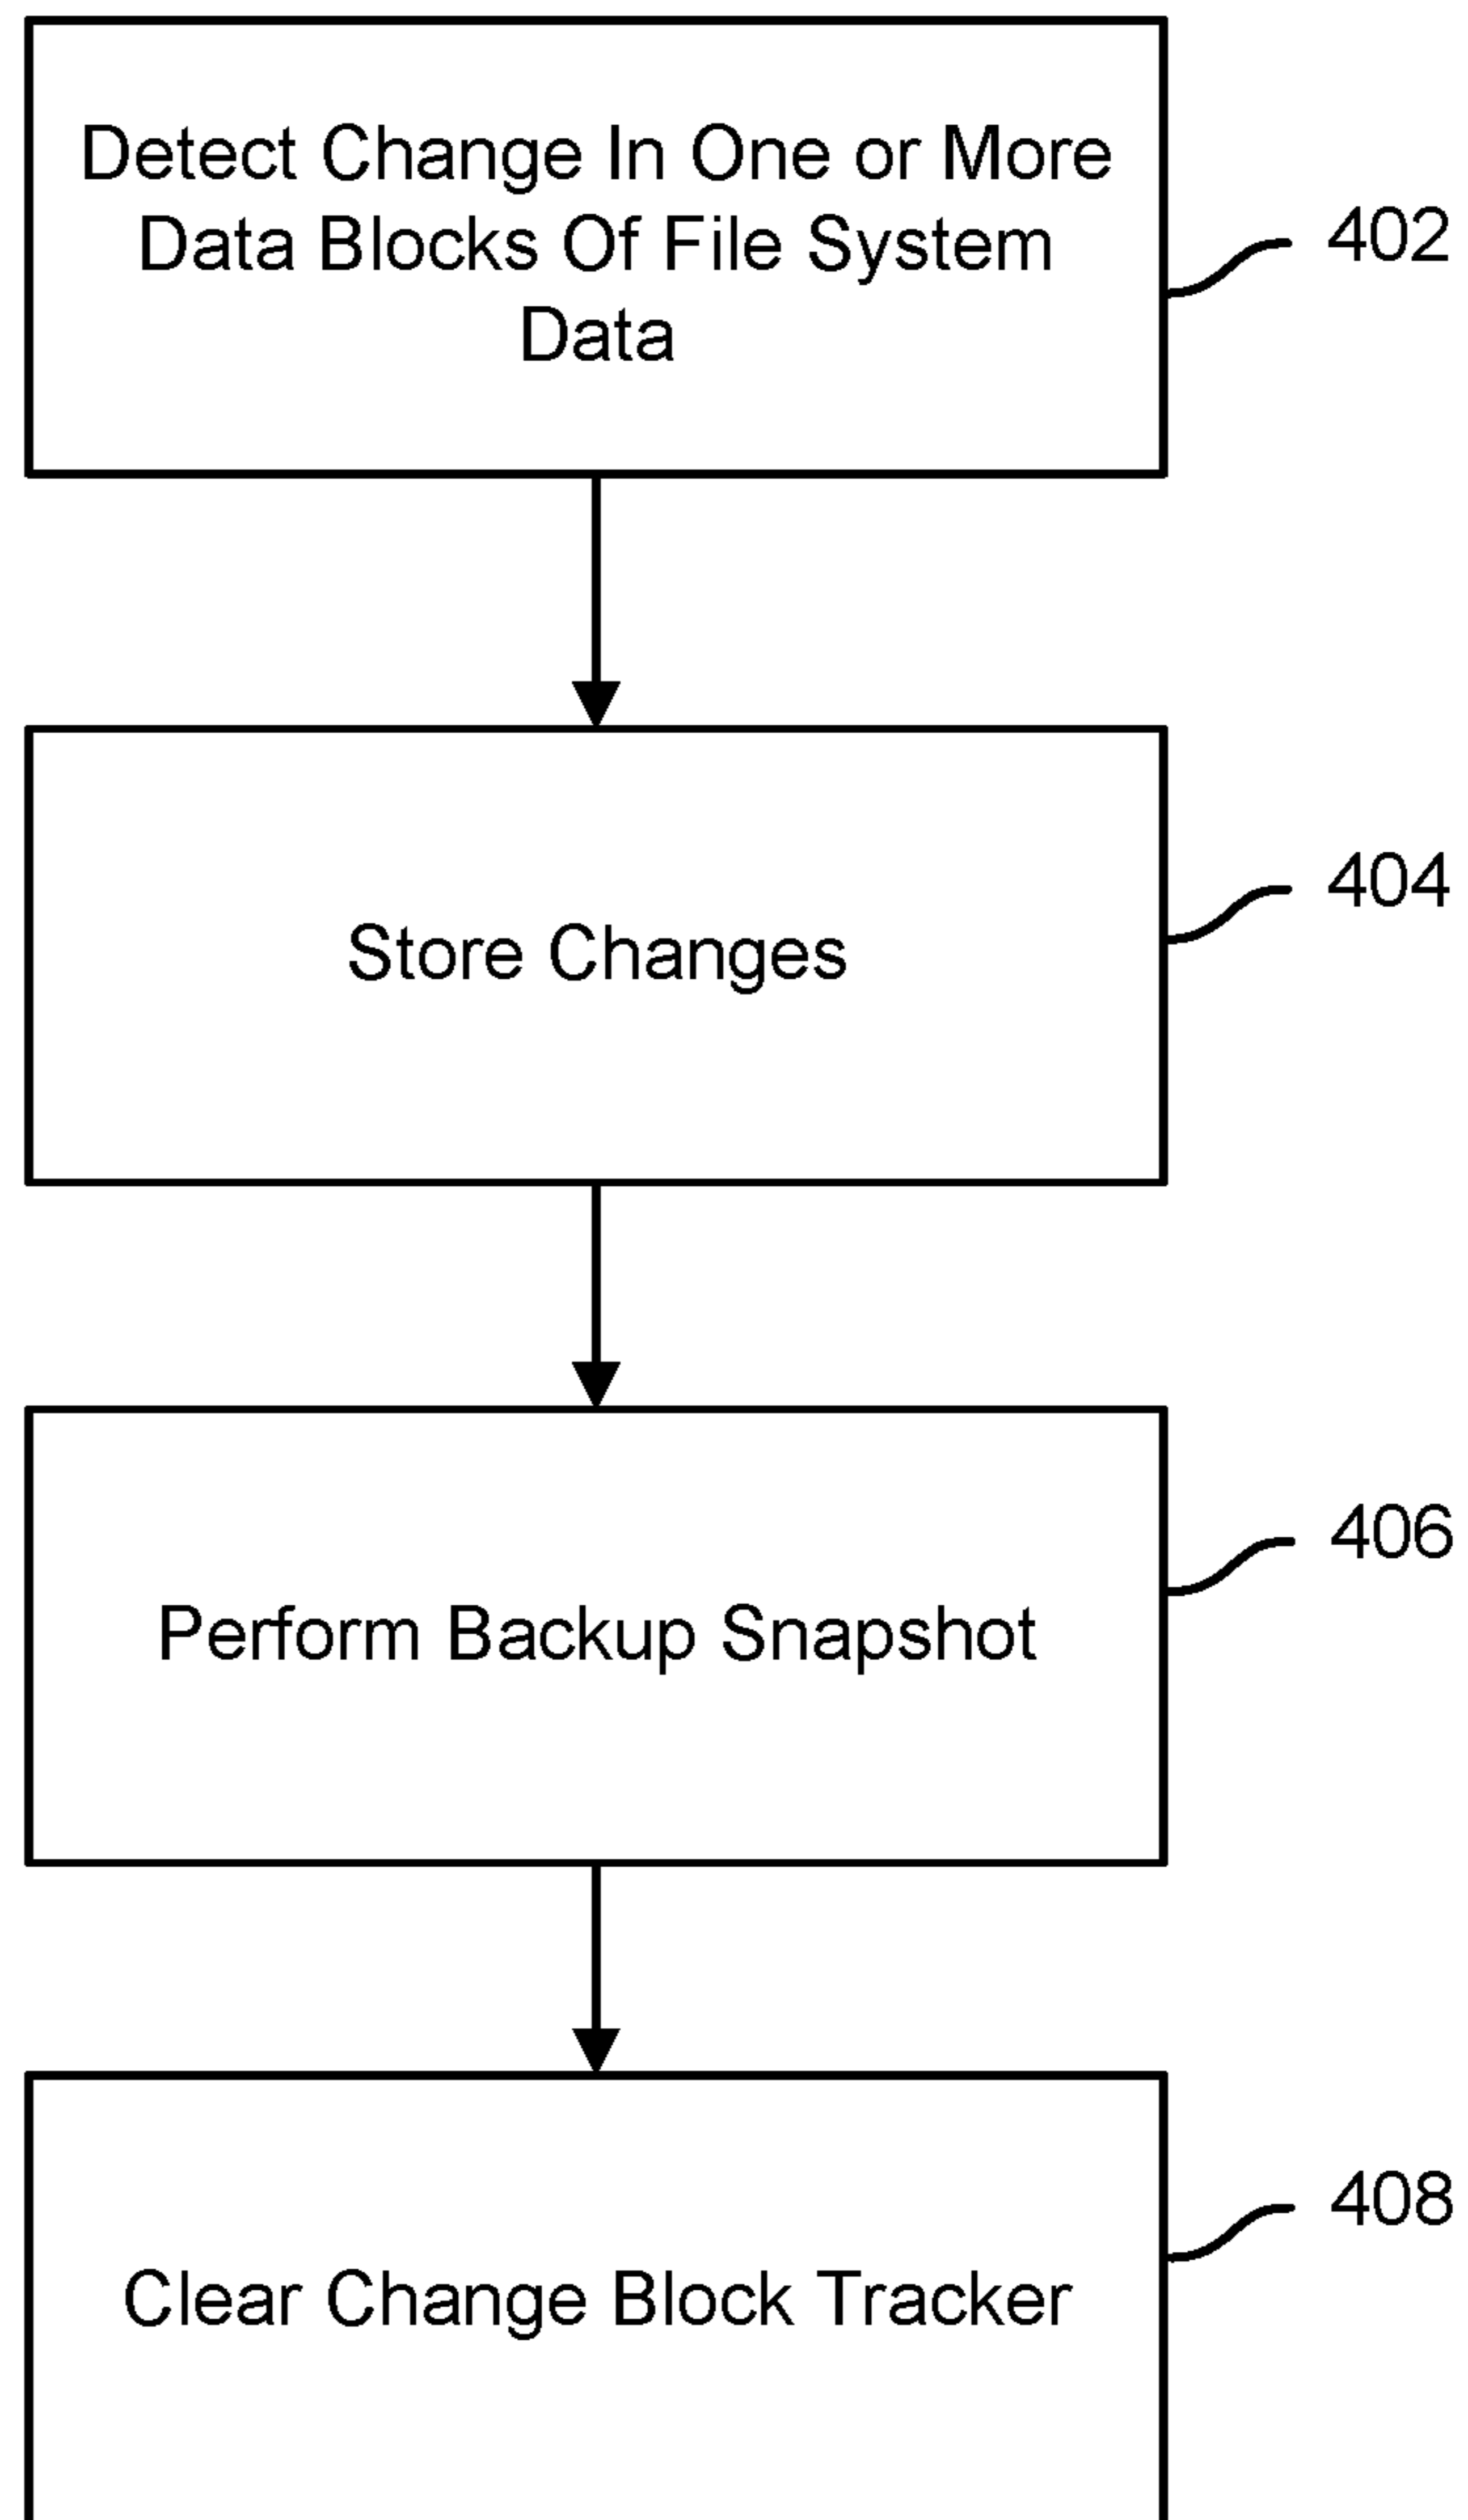 Detect Change In One or More
Data Blocks Of File System
Data
402
Store Changes
404
Perform Backup Snapshot
406
Clear Change Block Tracker
408